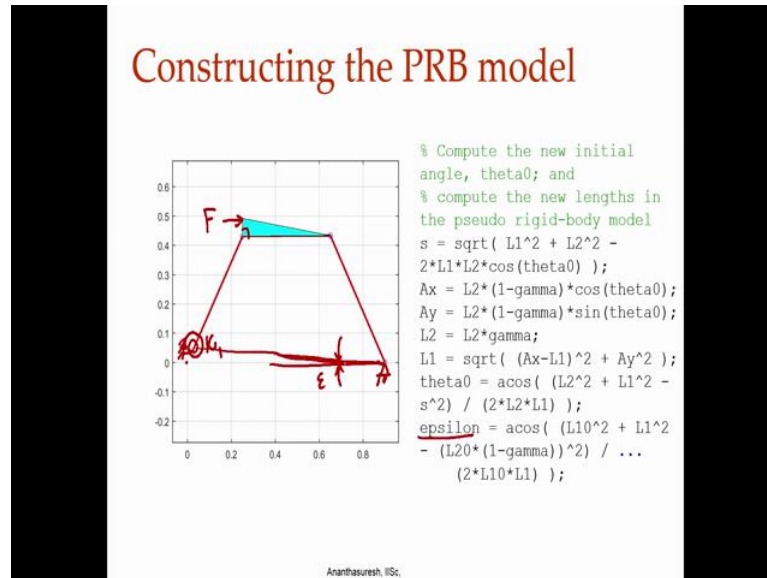 Constructing the PRB model
0.6
0.5
0.4
0.3
0.2
0.1
0
-0.1
-0.2
0
0.2
0.4
0.6
0.8
F
K1
ε
% Compute the new initial
angle, theta0; and
% compute the new lengths in
the pseudo rigid-body model
s = sqrt( L1^2 + L2^2 -
2*L1*L2*cos(theta0) );
Ax = L2*(1-gamma)*cos(theta0);
Ay = L2*(1-gamma)*sin(theta0);
L2 = L2*gamma;
L1 = sqrt( (Ax-L1)^2 + Ay^2 );
theta0 = acos( (L2^2 + L1^2 -
s^2) / (2*L2*L1) );
epsilon = acos( (L10^2 + L1^2
- (L20*(1-gamma))^2) / ...
(2*L10*L1) );
Ananthasuresh, IISc,